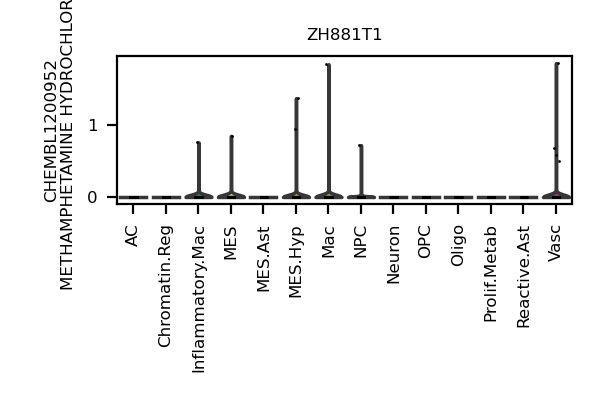 ZH881T1
CHEMBL1200952
METHAMPHETAMINE HYDROCHLOR
1
0
AC
Chromatin.Reg
Inflammatory.Mac
MES
MES.Ast
MES.Hyp
Mac
NPC
Neuron
OPC
Oligo
Prolif.Metab
Reactive.Ast
Vasc